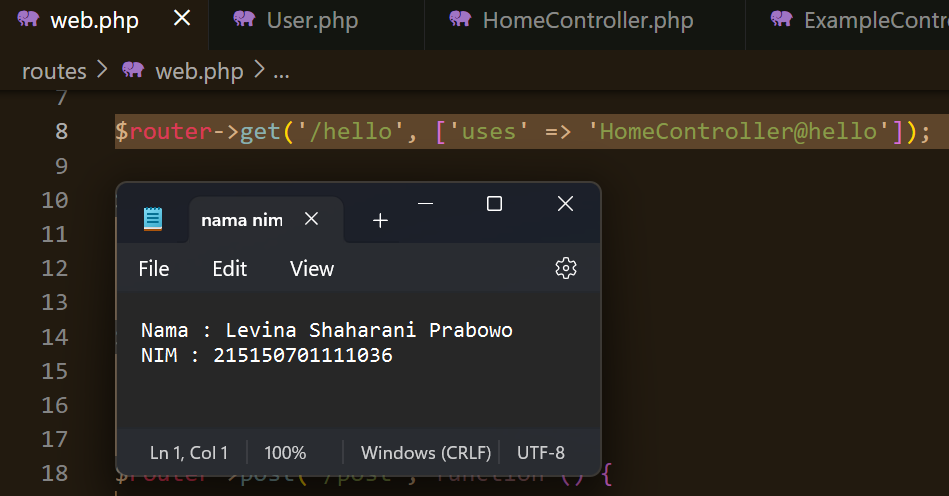 web.php User.php HomeController.php ExampleContr
routes > web.php > ...
7
8 $router->get('/hello', ['uses' => 'HomeController@hello']);
9
10
11
12
13
14
15
16
17
18 $router->post('/post', function () {
nama nim
File Edit View
Nama : Levina Shaharani Prabowo
NIM : 215150701111036
Ln 1, Col 1 100% Windows (CRLF) UTF-8